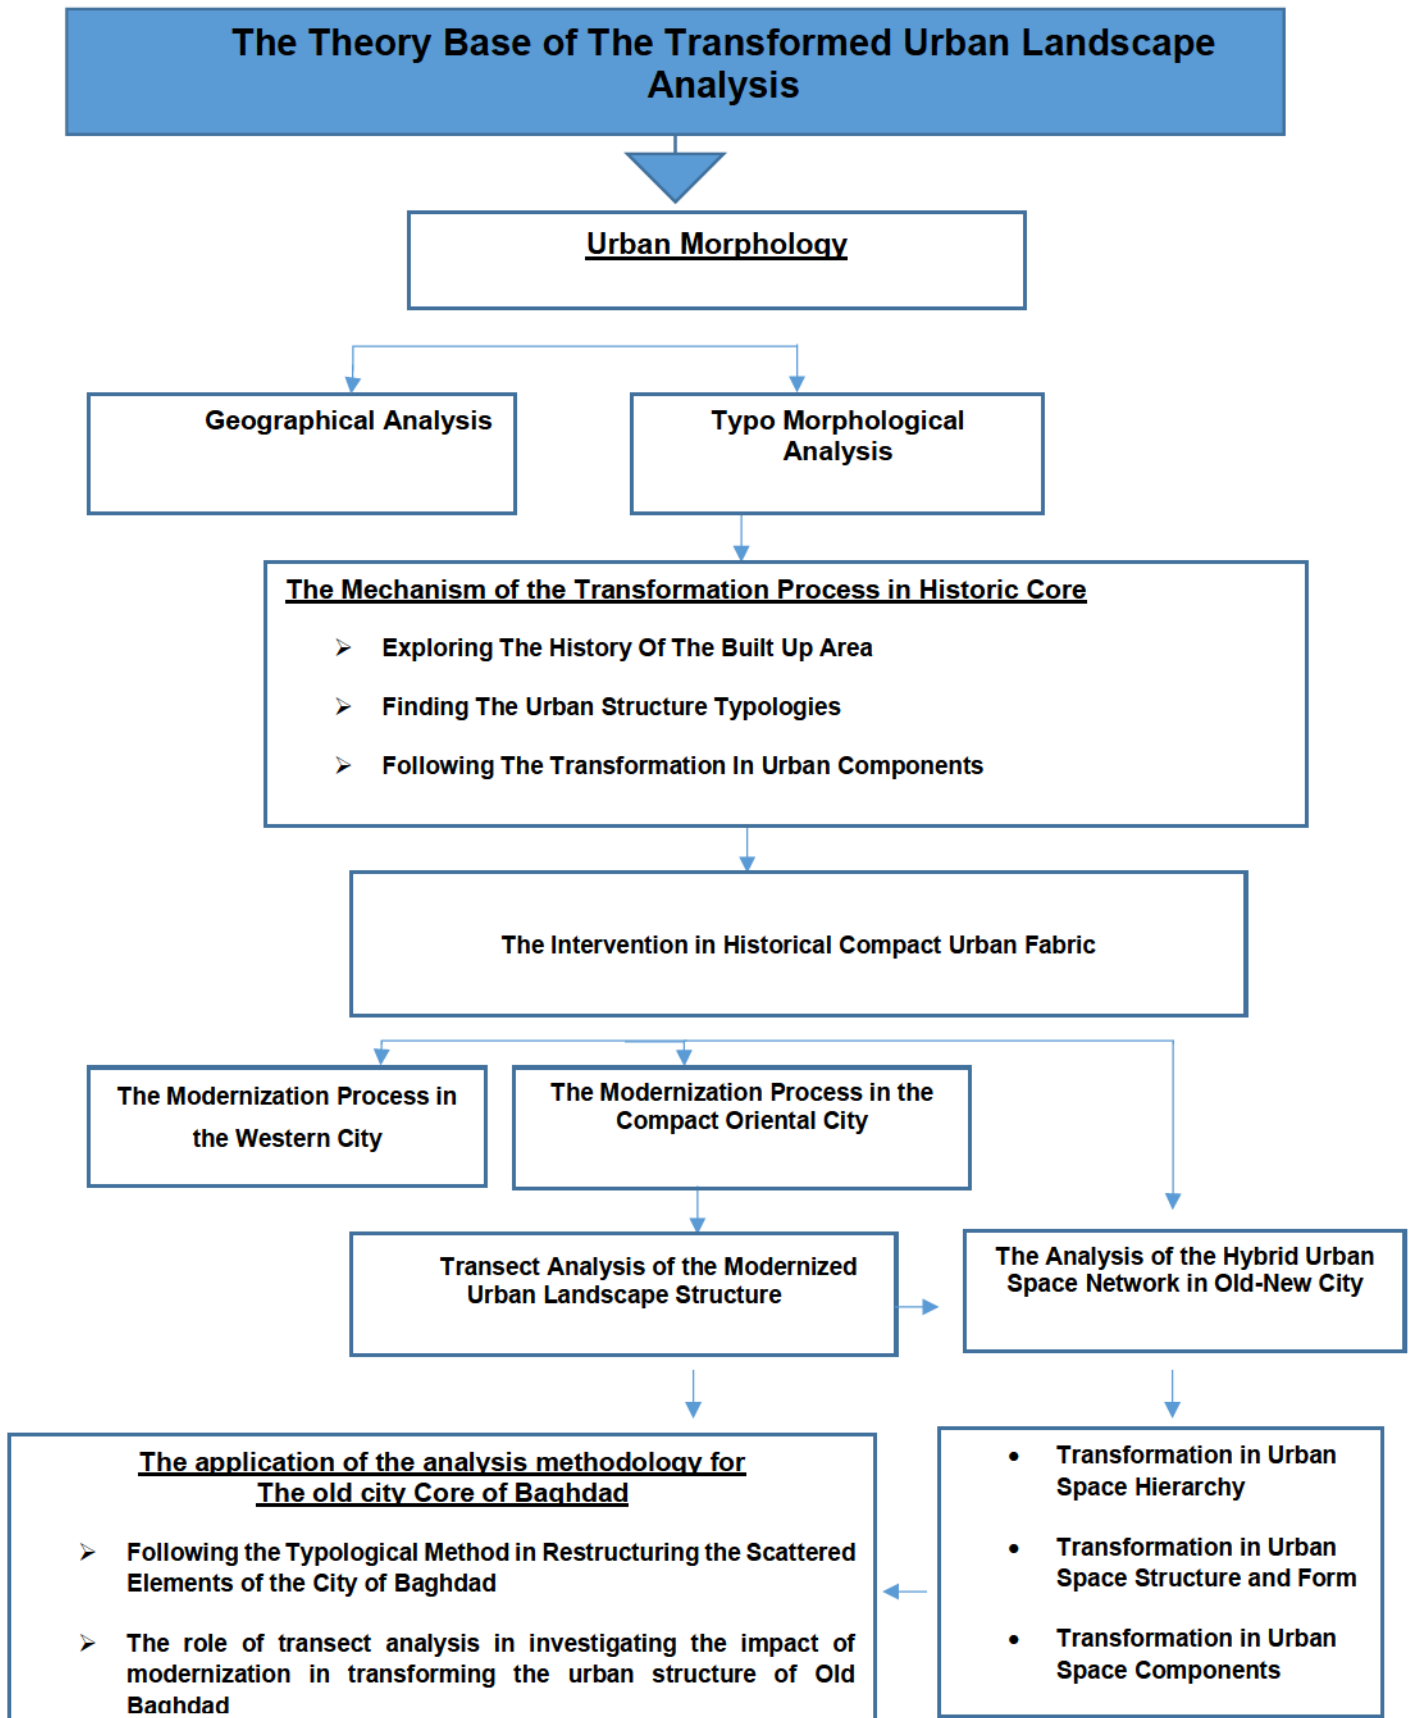 The Theory Base of The Transformed Urban Landscape
Analysis
Urban Morphology
Geographical Analysis
Typo Morphological
Analysis
The Mechanism of the Transformation Process in Historic Core
➢ Exploring The History Of The Built Up Area
➢ Finding The Urban Structure Typologies
➢ Following The Transformation In Urban Components
The Intervention in Historical Compact Urban Fabric
The Modernization Process in
the Western City
The Modernization Process in the
Compact Oriental City
Transect Analysis of the Modernized
Urban Landscape Structure
The Analysis of the Hybrid Urban
Space Network in Old-New City
The application of the analysis methodology for
The old city Core of Baghdad
➢ Following the Typological Method in Restructuring the Scattered
Elements of the City of Baghdad
➢ The role of transect analysis in investigating the impact of
modernization in transforming the urban structure of Old
Baghdad
• Transformation in Urban
Space Hierarchy
• Transformation in Urban
Space Structure and Form
• Transformation in Urban
Space Components